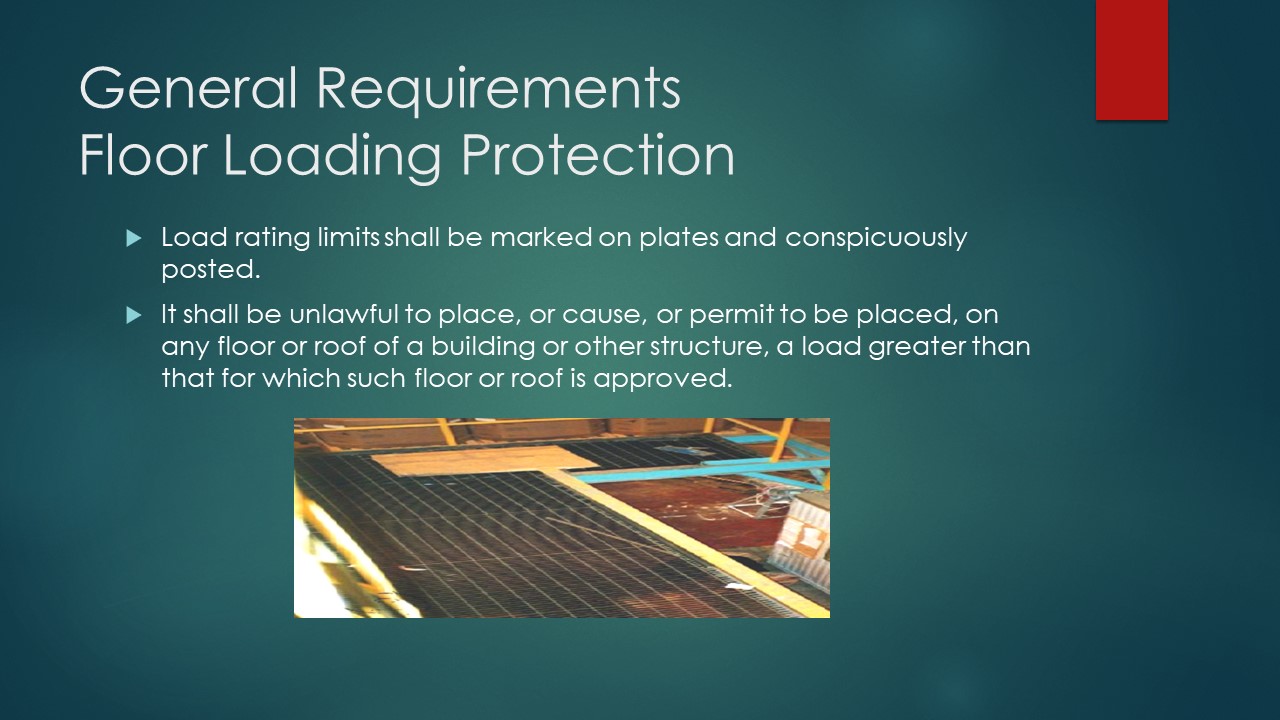 General Requirements
Floor Loading Protection
Load rating limits shall be marked on plates and conspicuously
posted.
It shall be unlawful to place, or cause, or permit to be placed, on
any floor or roof of a building or other structure, a load greater than
that for which such floor or roof is approved.